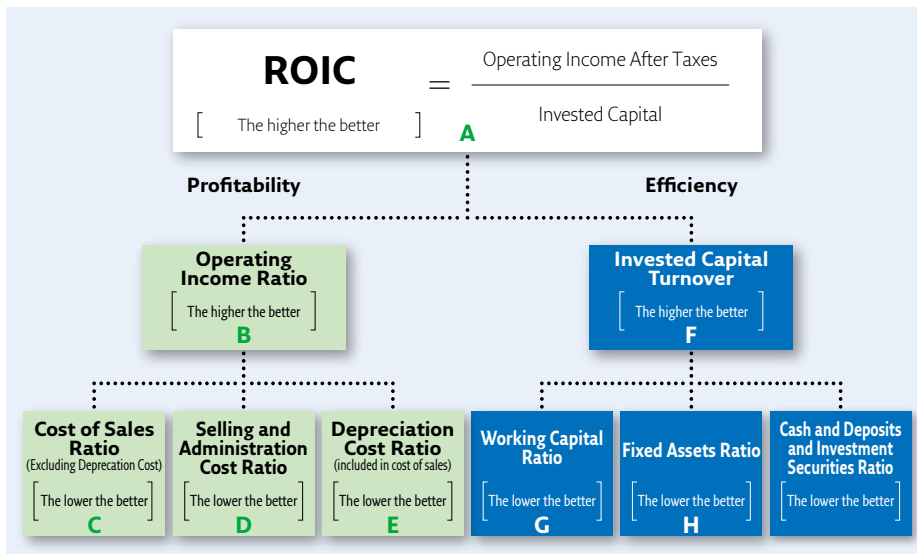 ROIC
[ The higher the better ]
=
Operating Income After Taxes
Invested Capital
A
Profitability
Efficiency
Operating
Income Ratio
[ The higher the better ]
B
Invested Capital
Turnover
[ The higher the better ]
F
Cost of Sales
Ratio
(Excluding Deprecation Cost)
[ The lower the better ]
C
Selling and
Administration
Cost Ratio
[ The lower the better ]
D
Depreciation
Cost Ratio
(included in cost of sales)
[ The lower the better ]
E
Working Capital
Ratio
[ The lower the better ]
G
Fixed Assets Ratio
[ The lower the better ]
H
Cash and Deposits
and Investment
Securities Ratio
[ The lower the better ]